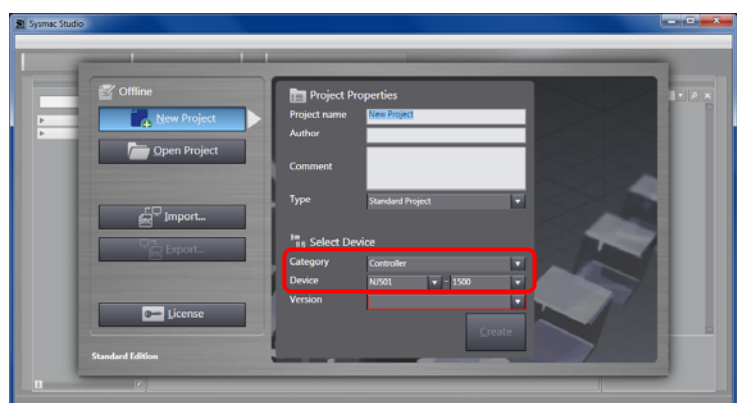 Sysmac Studio
Offline
New Project
Open Project
Import...
Export...
License
Standard Edition
Project Properties
Project name New Project
Author
Comment
Type Standard Project
Select Device
Category Controller
Device NJ501 - 1500
Version
Create